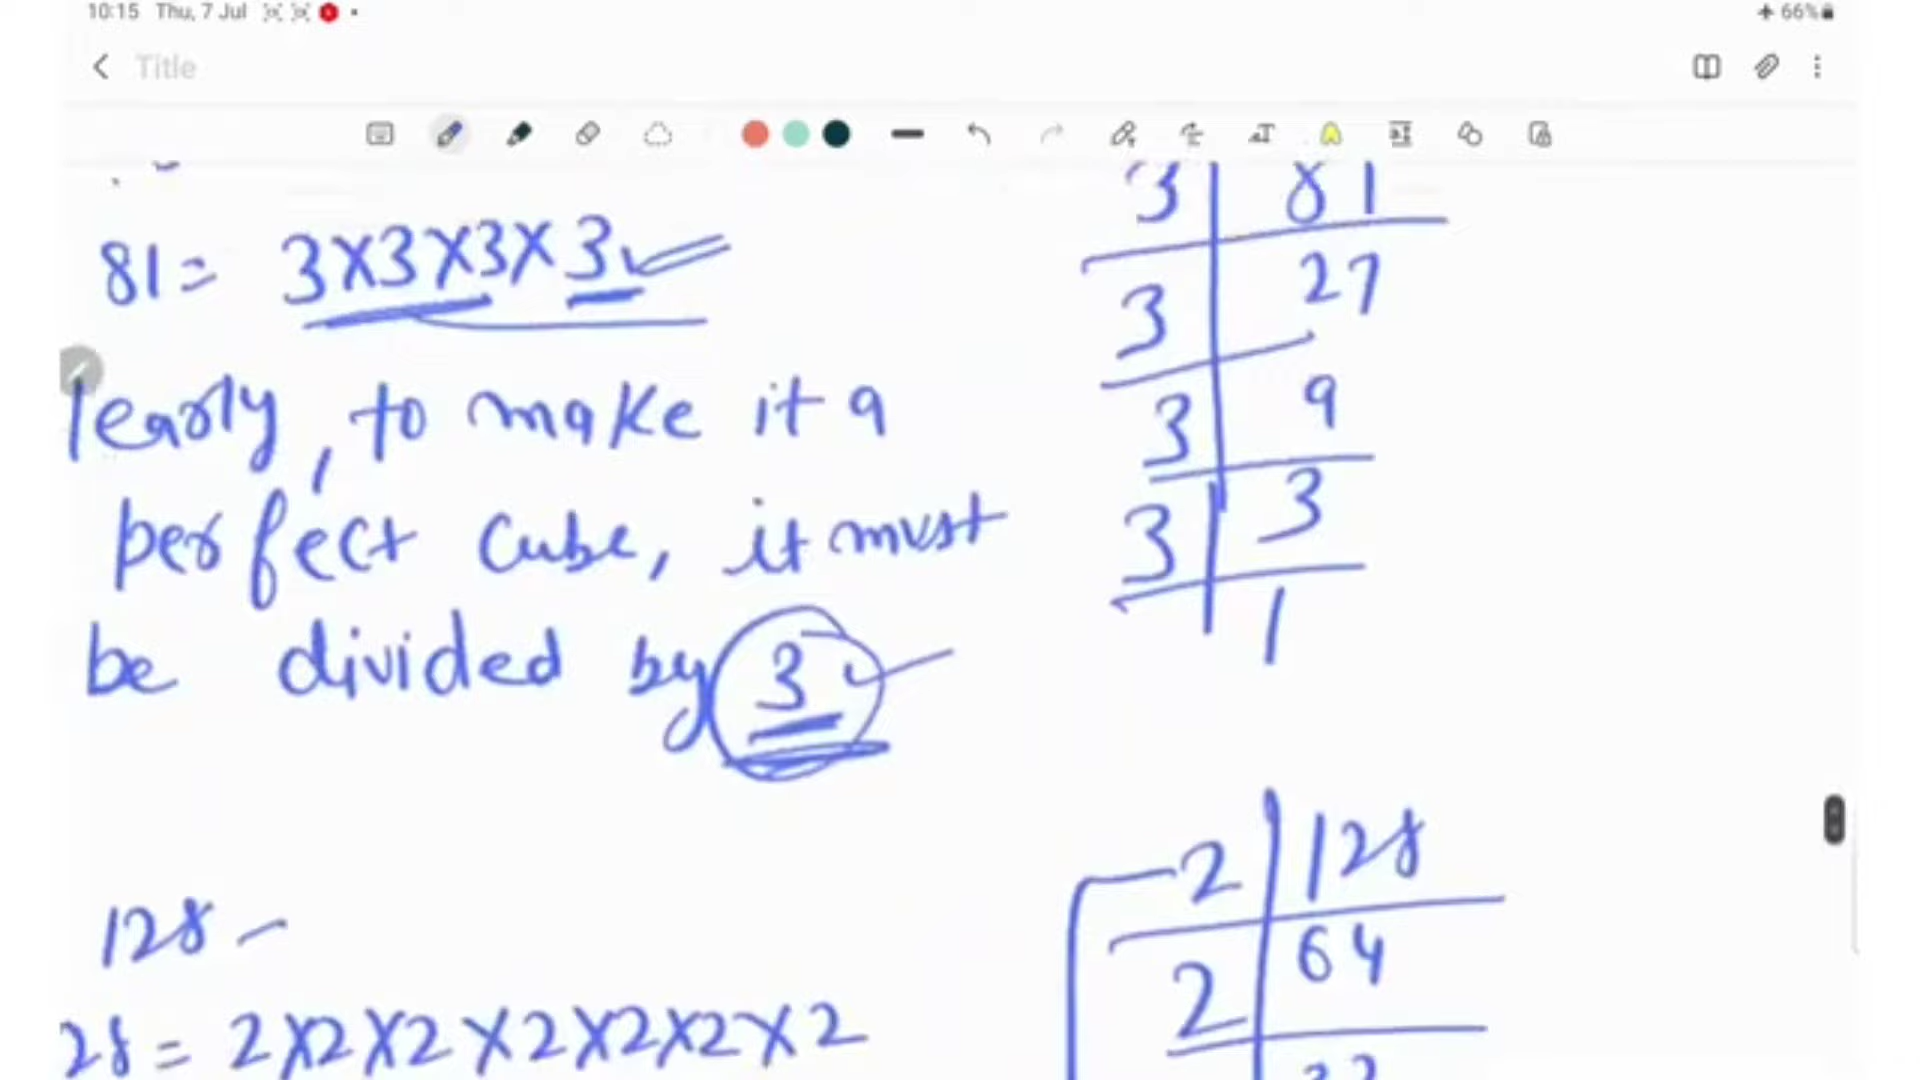 10:15 Thu, 7 Jul
66%
Title
81 = 3X3X3X3
learly, to make it a
perfect cube, it must
be divided by 3
3 | 81
3 | 27
3 | 9
3 | 3
1
128 -
28 = 2X2X2X2X2X2X2
2 | 128
2 | 64
32